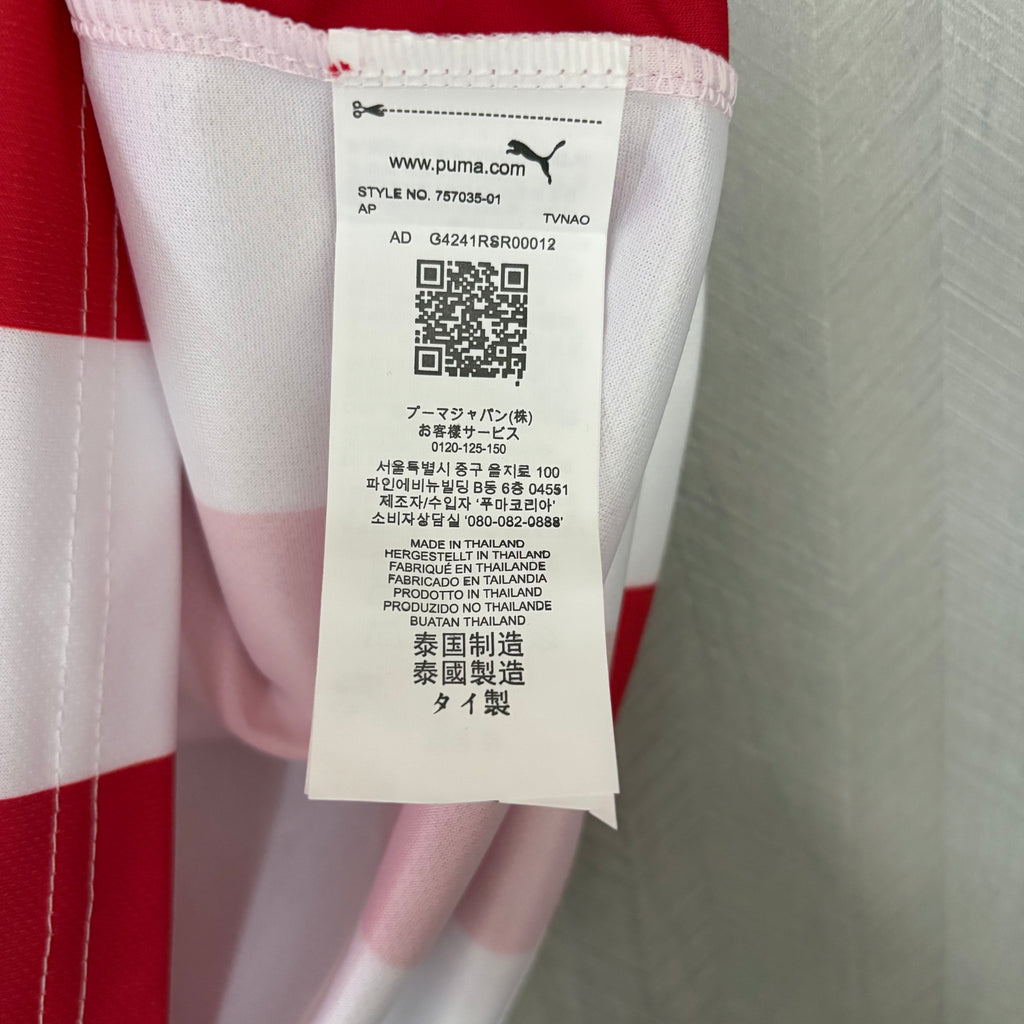 www.puma.com
STYLE NO. 757035-01
AP
TVNAO
AD G4241RSR00012
プーマジャパン(株)
お客様サービス
0120-125-150
서울특별시 중구 을지로 100
파인에비뉴빌딩 B동 6층 04551
제조자/수입자 '푸마코리아'
소비자상담실 '080-082-0888'
MADE IN THAILAND
HERGESTELLT IN THAILAND
FABRIQUÉ EN THAILANDE
FABRICADO EN TAILANDIA
PRODOTTO IN THAILAND
PRODUZIDO NO THAILANDE
BUATAN THAILAND
泰国制造
泰國製造
タイ製